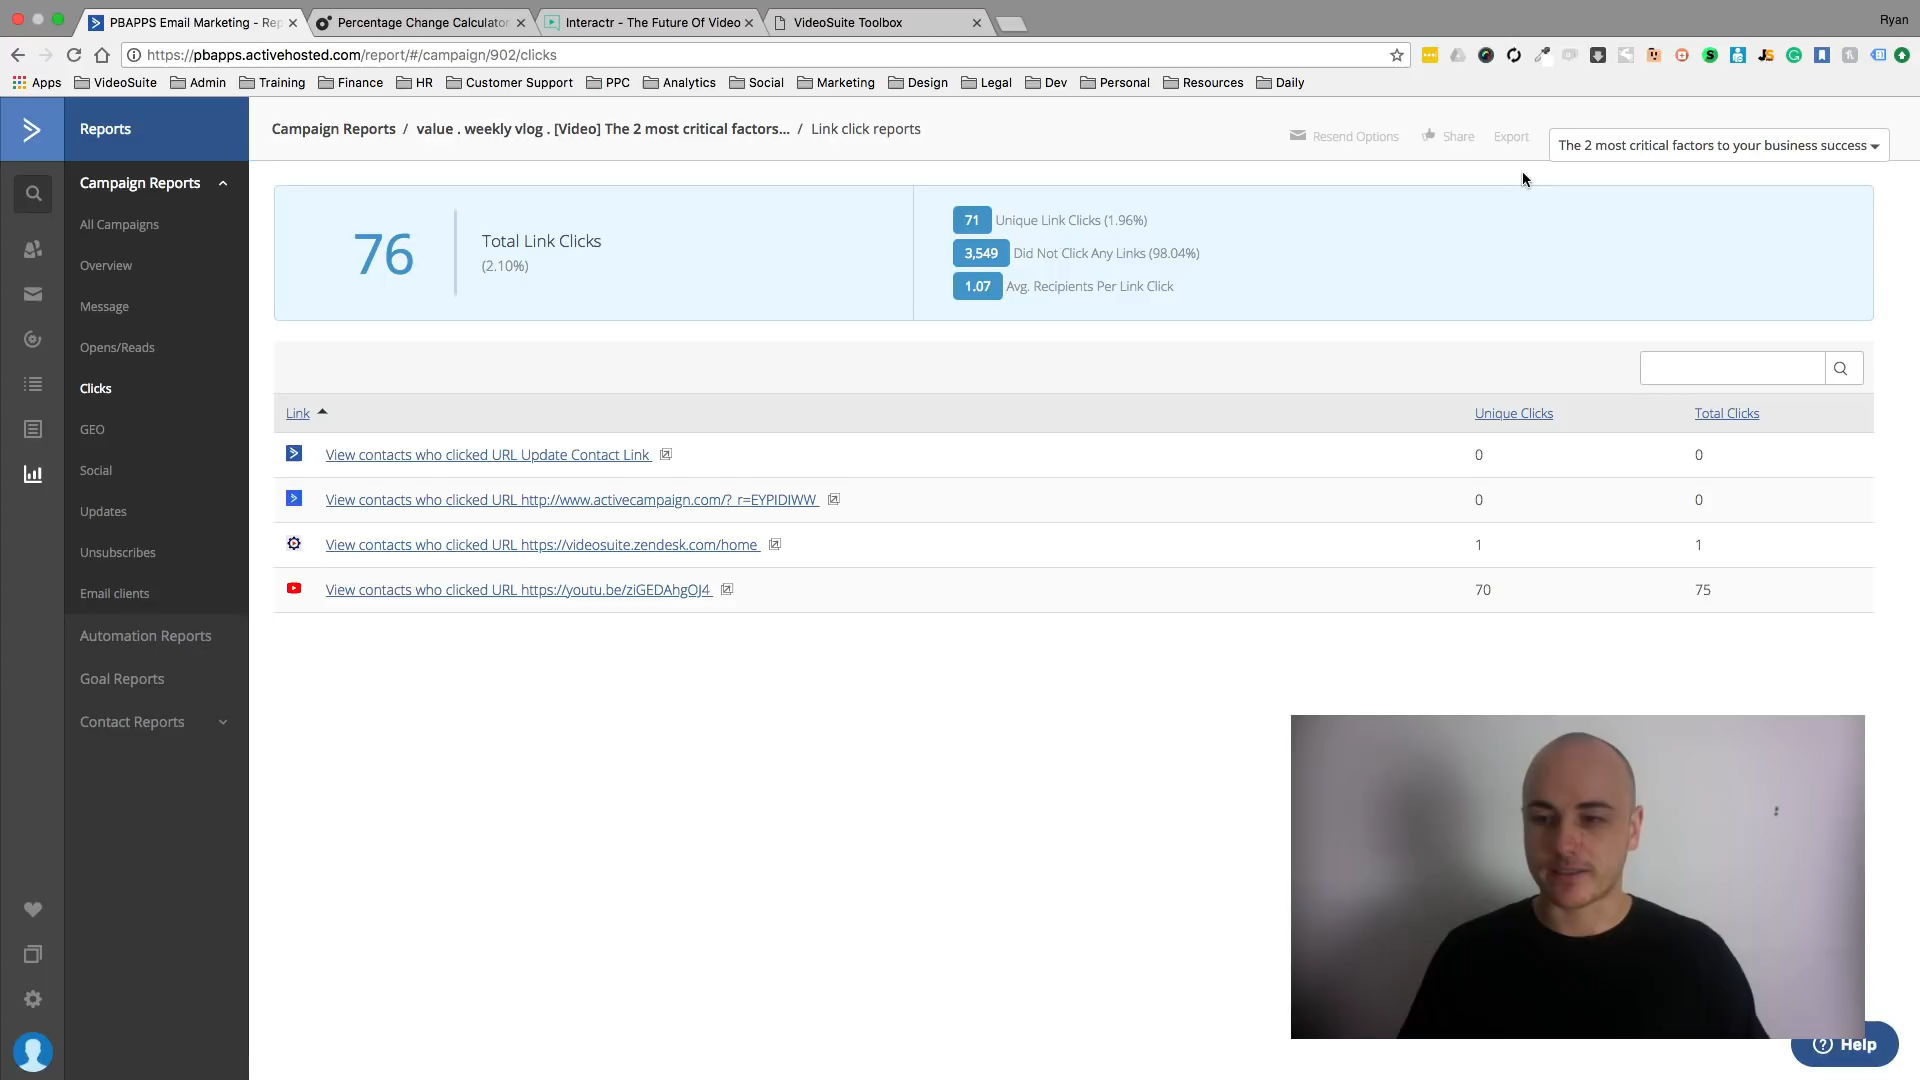 PBAPPS Email Marketing - Rep
Percentage Change Calculator
Interactr - The Future Of Video
VideoSuite Toolbox
Ryan
https://pbapps.activehosted.com/report/#/campaign/902/clicks
Apps VideoSuite Admin Training Finance HR Customer Support PPC Analytics Social Marketing Design Legal Dev Personal Resources Daily
Reports
Campaign Reports / value . weekly vlog . [Video] The 2 most critical factors... / Link click reports
Resend Options Share Export
The 2 most critical factors to your business success
Campaign Reports
All Campaigns
Overview
Message
Opens/Reads
Clicks
GEO
Social
Updates
Unsubscribes
Email clients
Automation Reports
Goal Reports
Contact Reports
76
Total Link Clicks
(2.10%)
71 Unique Link Clicks (1.96%)
3,549 Did Not Click Any Links (98.04%)
1.07 Avg. Recipients Per Link Click
Link Unique Clicks Total Clicks
View contacts who clicked URL Update Contact Link 0 0
View contacts who clicked URL http://www.activecampaign.com/?_r=EYPIDIWW 0 0
View contacts who clicked URL https://videosuite.zendesk.com/home 1 1
View contacts who clicked URL https://youtu.be/ziGEDAhgOJ4 70 75
Help